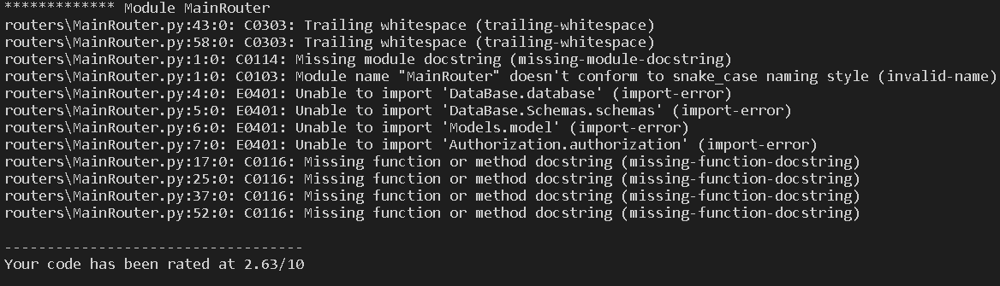 ************* Module MainRouter
routers\MainRouter.py:43:0: C0303: Trailing whitespace (trailing-whitespace)
routers\MainRouter.py:58:0: C0303: Trailing whitespace (trailing-whitespace)
routers\MainRouter.py:1:0: C0114: Missing module docstring (missing-module-docstring)
routers\MainRouter.py:1:0: C0103: Module name "MainRouter" doesn't conform to snake_case naming style (invalid-name)
routers\MainRouter.py:4:0: E0401: Unable to import 'DataBase.database' (import-error)
routers\MainRouter.py:5:0: E0401: Unable to import 'DataBase.Schemas.schemas' (import-error)
routers\MainRouter.py:6:0: E0401: Unable to import 'Models.model' (import-error)
routers\MainRouter.py:7:0: E0401: Unable to import 'Authorization.authorization' (import-error)
routers\MainRouter.py:17:0: C0116: Missing function or method docstring (missing-function-docstring)
routers\MainRouter.py:25:0: C0116: Missing function or method docstring (missing-function-docstring)
routers\MainRouter.py:37:0: C0116: Missing function or method docstring (missing-function-docstring)
routers\MainRouter.py:52:0: C0116: Missing function or method docstring (missing-function-docstring)
-----------------------------------
Your code has been rated at 2.63/10